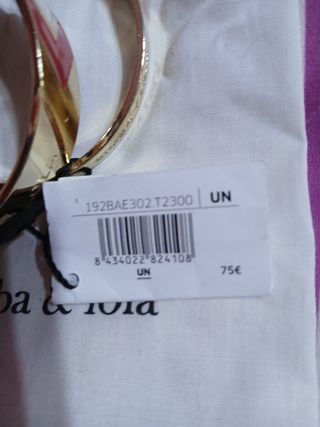 192BAE302.T2300 UN
8 434022 824108
UN 75€
ba & lola